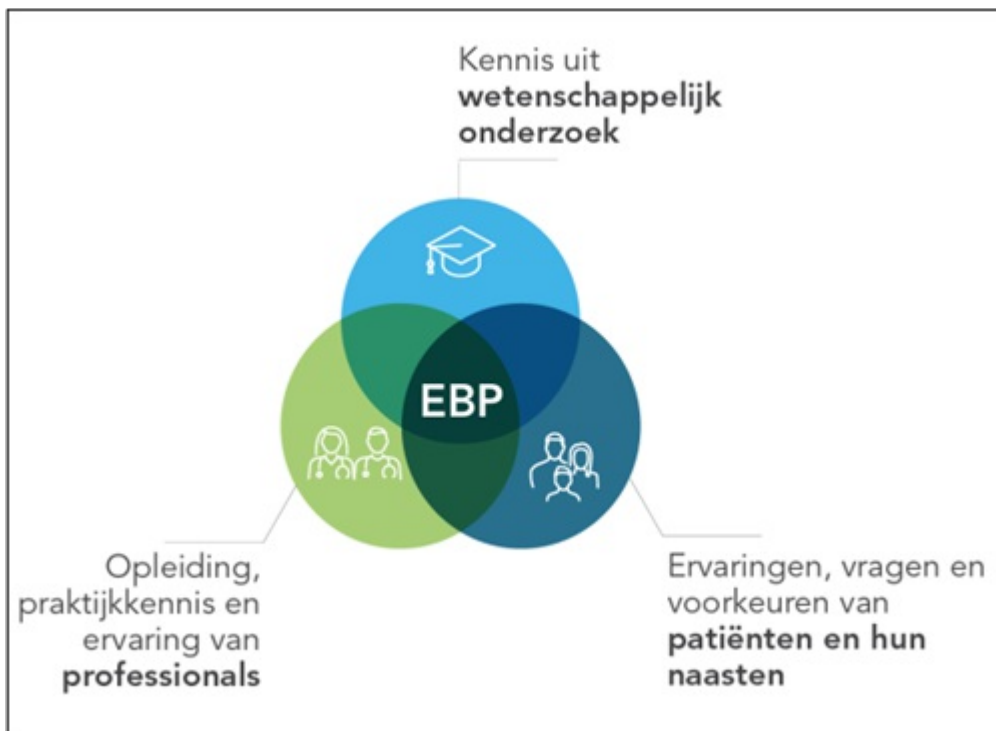 Kennis uit
wetenschappelijk
onderzoek
EBP
Opleiding,
praktijkkennis en
ervaring van
professionals
Ervaringen, vragen en
voorkeuren van
patiënten en hun
naasten